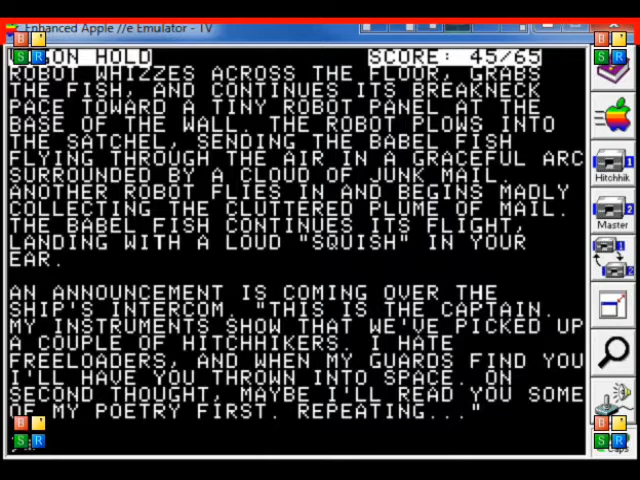 Enhanced Apple //e Emulator - TV
SCORE: 45/65
HOLD
ROBOT WHIZZES ACROSS THE FLOOR, GRABS
THE FISH, AND CONTINUES ITS BREAKNECK
PACE TOWARD A TINY ROBOT PANEL AT THE
BASE OF THE WALL. THE ROBOT PLOWS INTO
THE SATCHEL, SENDING THE BABEL FISH
FLYING THROUGH THE AIR IN A GRACEFUL ARC
SURROUNDED BY A CLOUD OF JUNK MAIL.
ANOTHER ROBOT FLIES IN AND BEGINS MADLY
COLLECTING THE CLUTTERED PLUME OF MAIL.
THE BABEL FISH CONTINUES ITS FLIGHT,
LANDING WITH A LOUD "SQUISH" IN YOUR
EAR.
AN ANNOUNCEMENT IS COMING OVER THE
SHIP'S INTERCOM. "THIS IS THE CAPTAIN.
MY INSTRUMENTS SHOW THAT WE'VE PICKED UP
A COUPLE OF HITCHHIKERS. I HATE
FREELOADERS, AND WHEN MY GUARDS FIND YOU
I'LL HAVE YOU THROWN INTO SPACE. ON
SECOND THOUGHT, MAYBE I'LL READ YOU SOME
OF MY POETRY FIRST. REPEATING..."
Hitchhik
1
Master
2
1
2
B
S R
B
S R
B
S R
B
S R
Caps